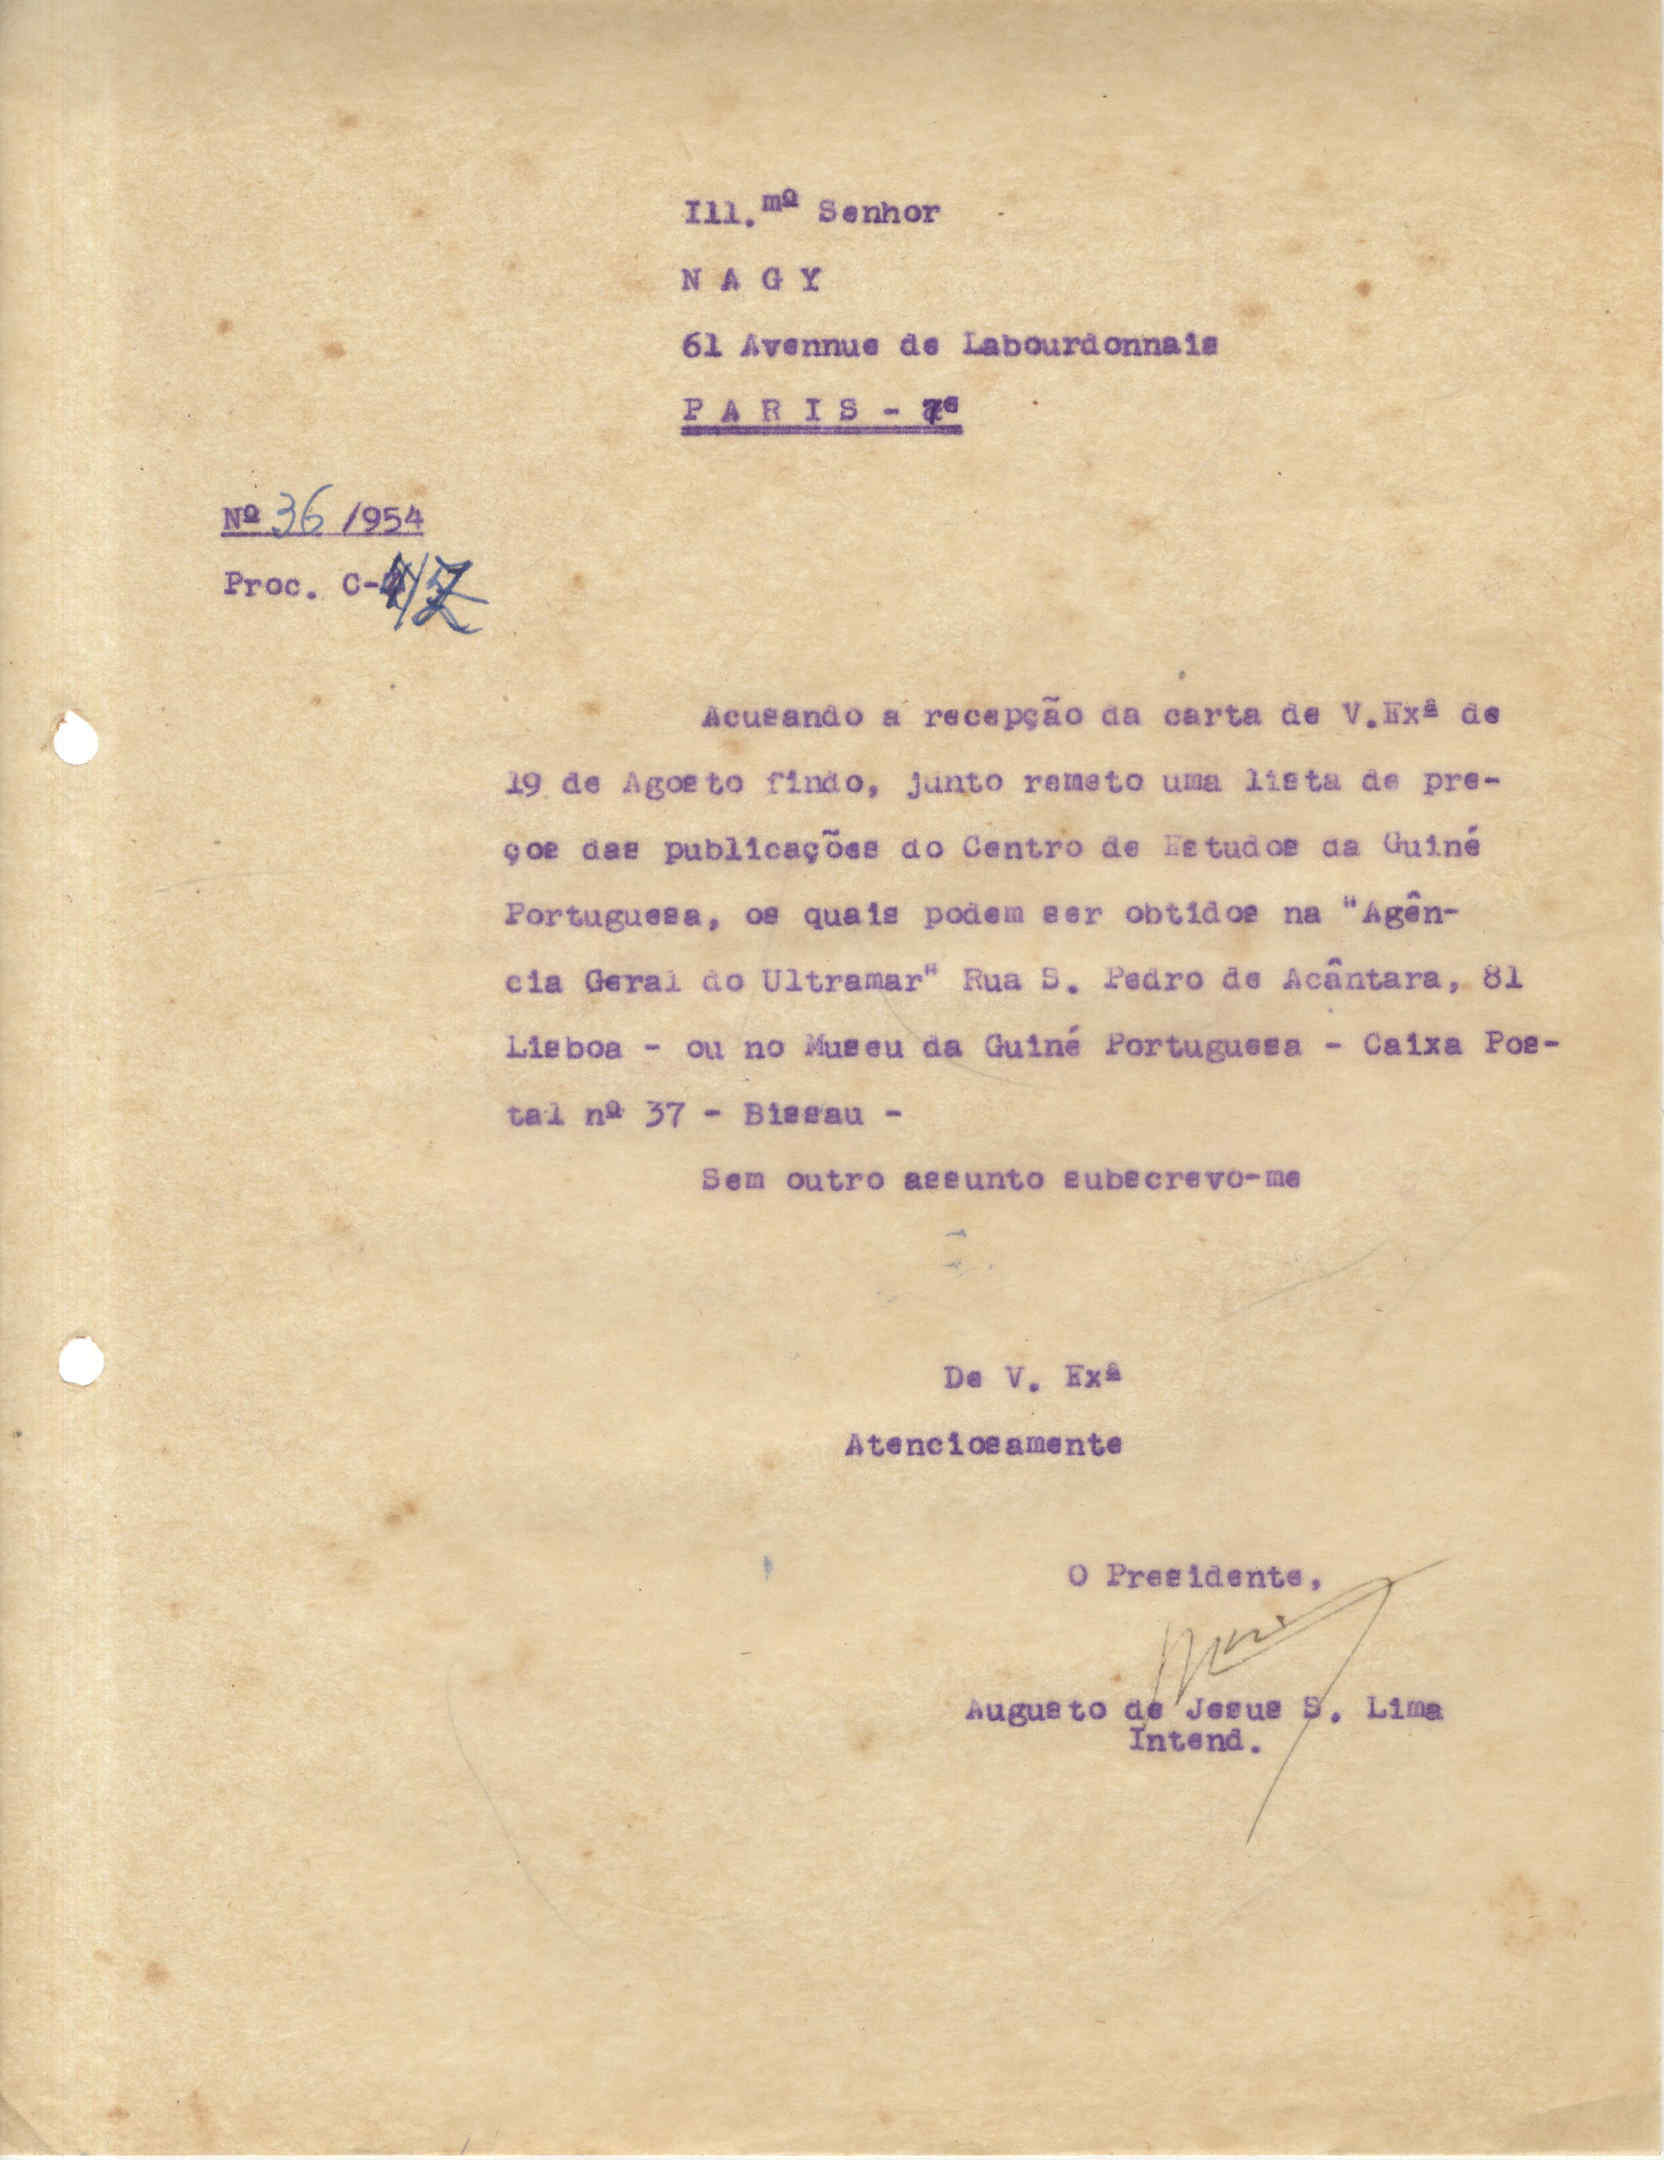 Ill.mº Senhor
N A G Y
61 Avennue de Labourdonnais
P A R I S - 7e
Nº 36 /954
Proc. C-
Acusando a recepção da carta de V.Exª de
19 de Agosto findo, junto remeto uma lista de pre-
ços das publicações do Centro de Estudos da Guiné
Portuguesa, os quais podem ser obtidos na "Agên-
cia Geral do Ultramar" Rua S. Pedro de Acântara, 81
Lisboa - ou no Museu da Guiné Portuguesa - Caixa Pos-
tal nº 37 - Bissau -
Sem outro assunto subscrevo-me
De V. Exª
Atenciosamente
O Presidente,
Augusto de Jesus S. Lima
Intend.